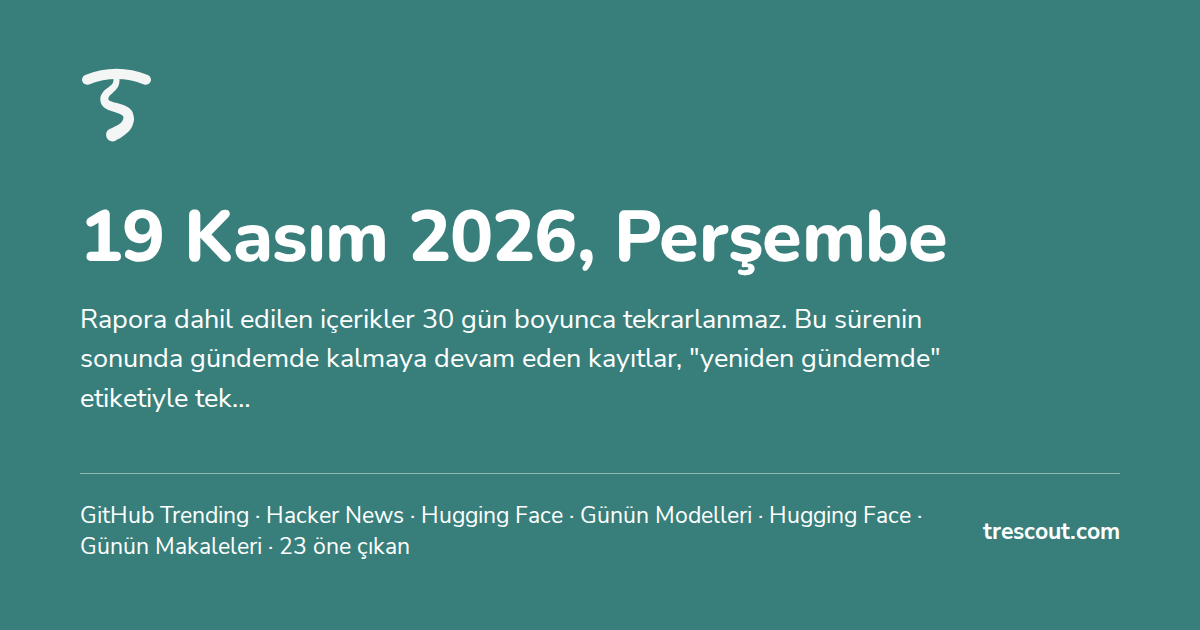 19 Kasım 2026, Perşembe
Rapora dahil edilen içerikler 30 gün boyunca tekrarlanmaz. Bu sürenin
sonunda gündemde kalmaya devam eden kayıtlar, "yeniden gündemde"
etiketiyle tek...
GitHub Trending · Hacker News · Hugging Face · Günün Modelleri · Hugging Face ·
Günün Makaleleri · 23 öne çıkan
trescout.com